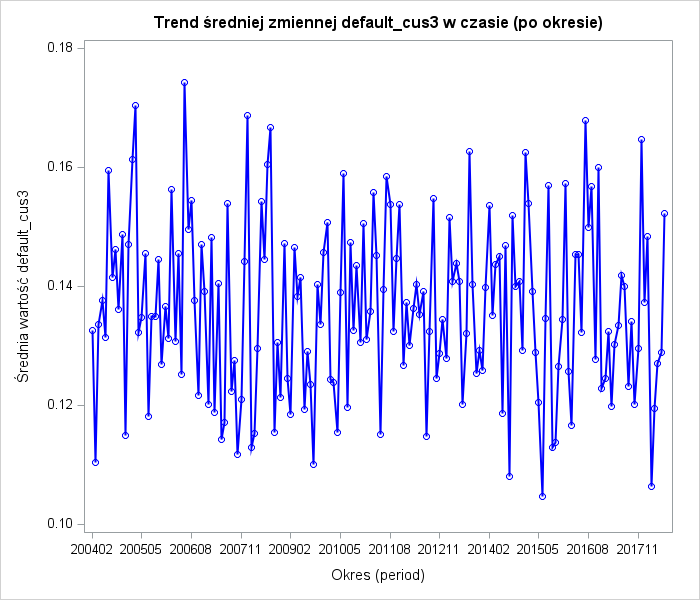 Trend średniej zmiennej default_cus3 w czasie (po okresie)
0.18
0.16
0.14
0.12
0.10
Średnia wartość default_cus3
200402 200505 200608 200711 200902 201005 201108 201211 201402 201505 201608 201711
Okres (period)